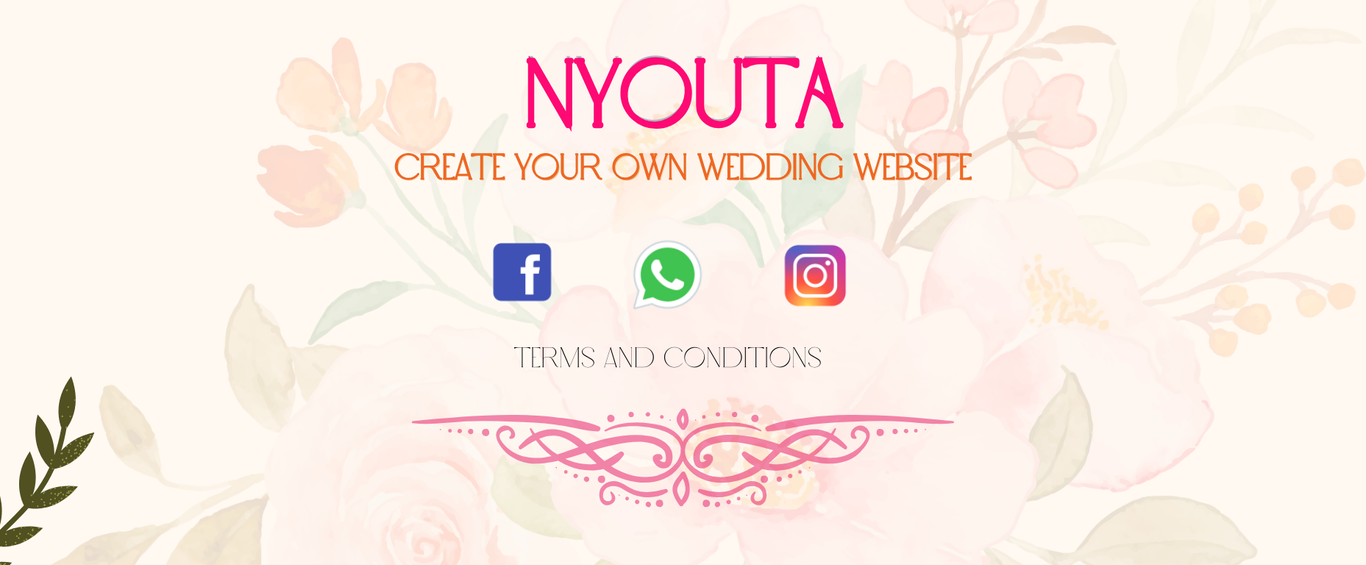 NYOUTA
CREATE YOUR OWN WEDDING WEBSITE
TERMS AND CONDITIONS